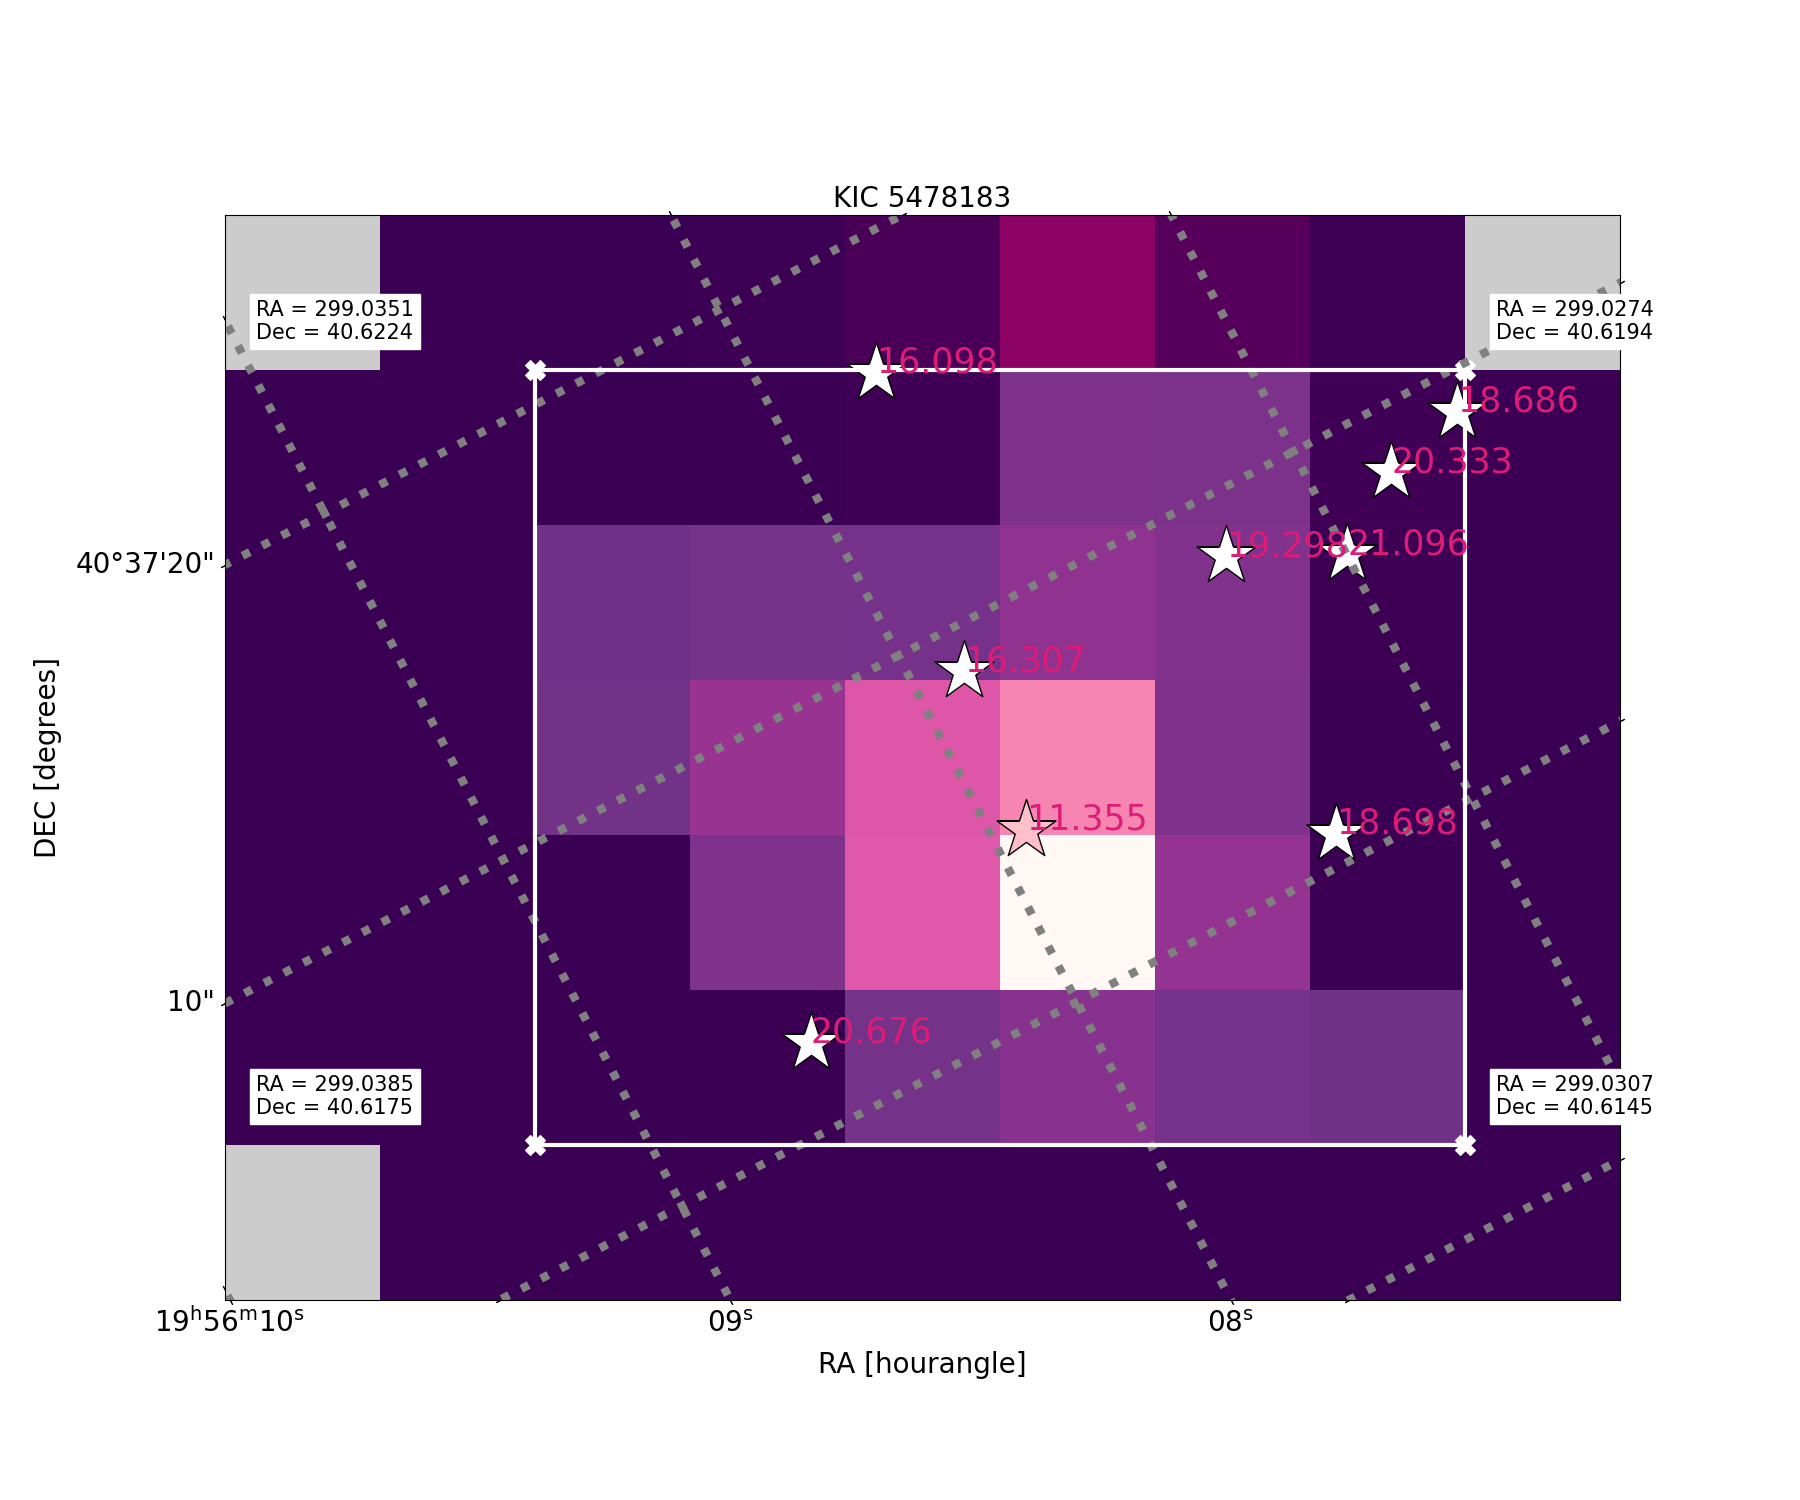 KIC 5478183
RA = 299.0351
Dec = 40.6224
RA = 299.0274
Dec = 40.6194
16.098
18.686
20.333
19.298
21.096
40°37'20"
16.307
11.355
18.698
DEC [degrees]
10"
20.676
RA = 299.0385
Dec = 40.6175
RA = 299.0307
Dec = 40.6145
19ʰ56ᵐ10ˢ
09ˢ
08ˢ
RA [hourangle]